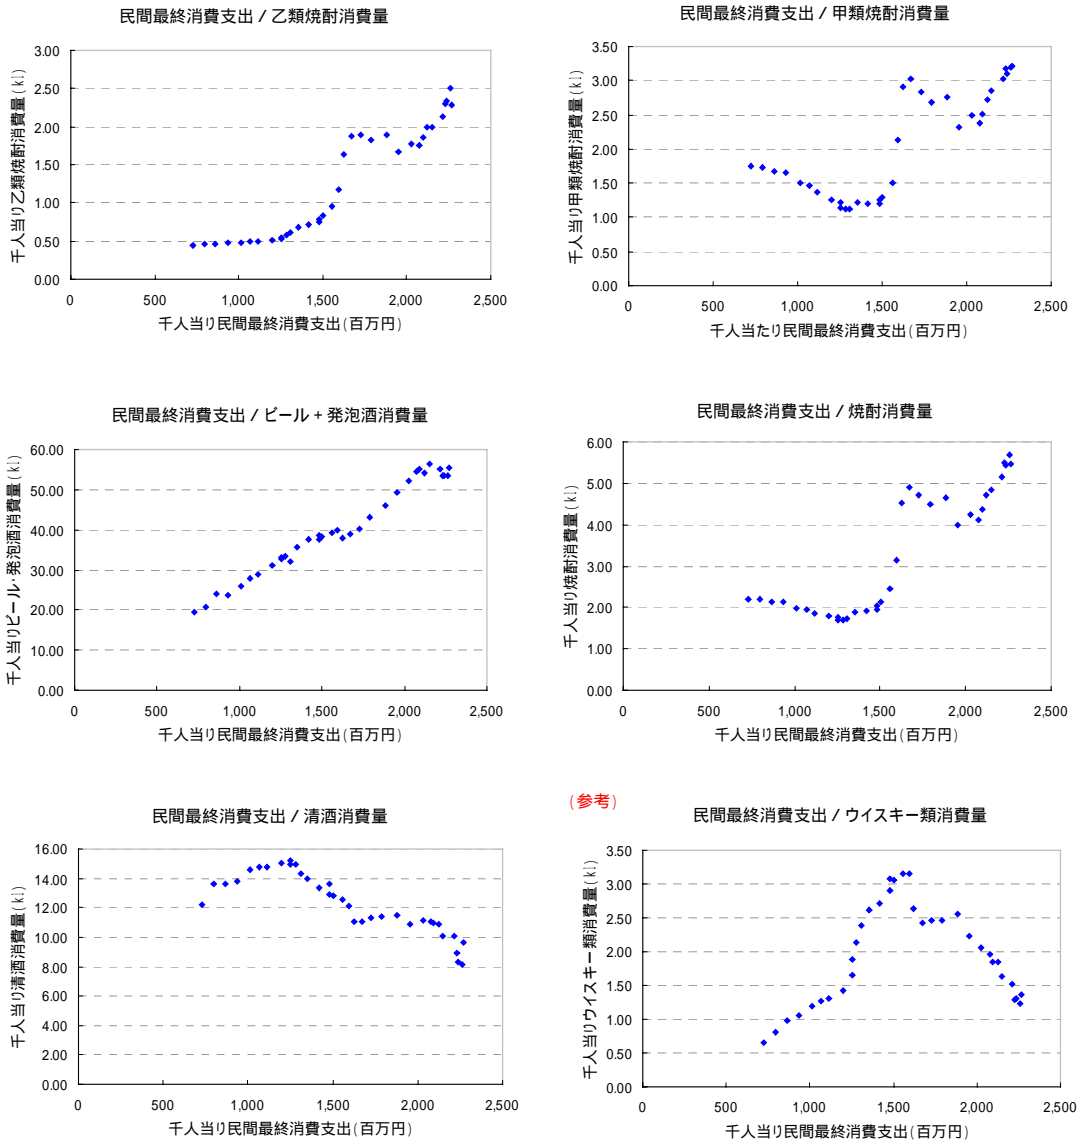 民間最終消費支出 / 乙類焼酎消費量
千人当り乙類焼酎消費量(kl)
3.00
2.50
2.00
1.50
1.00
0.50
0.00
0 500 1,000 1,500 2,000 2,500
千人当り民間最終消費支出(百万円)
民間最終消費支出 / 甲類焼酎消費量
千人当り甲類焼酎消費量(kl)
3.50
3.00
2.50
2.00
1.50
1.00
0.50
0.00
0 500 1,000 1,500 2,000 2,500
千人当たり民間最終消費支出(百万円)
民間最終消費支出 / ビール + 発泡酒消費量
千人当りビール・発泡酒消費量(kl)
60.00
50.00
40.00
30.00
20.00
10.00
0.00
0 500 1,000 1,500 2,000 2,500
千人当り民間最終消費支出(百万円)
民間最終消費支出 / 焼酎消費量
千人当り焼酎消費量(kl)
6.00
5.00
4.00
3.00
2.00
1.00
0.00
0 500 1,000 1,500 2,000 2,500
千人当り民間最終消費支出(百万円)
民間最終消費支出 / 清酒消費量
千人当り清酒消費量(kl)
16.00
14.00
12.00
10.00
8.00
6.00
4.00
2.00
0.00
0 500 1,000 1,500 2,000 2,500
千人当り民間最終消費支出(百万円)
(参考)
民間最終消費支出 / ウイスキー類消費量
千人当りウイスキー類消費量(kl)
3.50
3.00
2.50
2.00
1.50
1.00
0.50
0.00
0 500 1,000 1,500 2,000 2,500
千人当り民間最終消費支出(百万円)